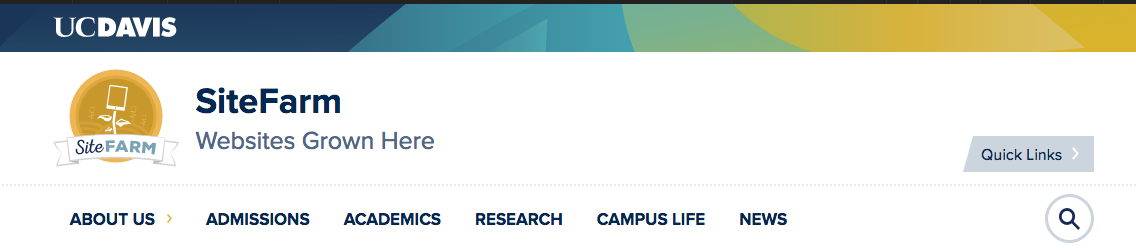 UCDAVIS
SiteFarm
Websites Grown Here
SiteFARM
Quick Links
ABOUT US
ADMISSIONS
ACADEMICS
RESEARCH
CAMPUS LIFE
NEWS